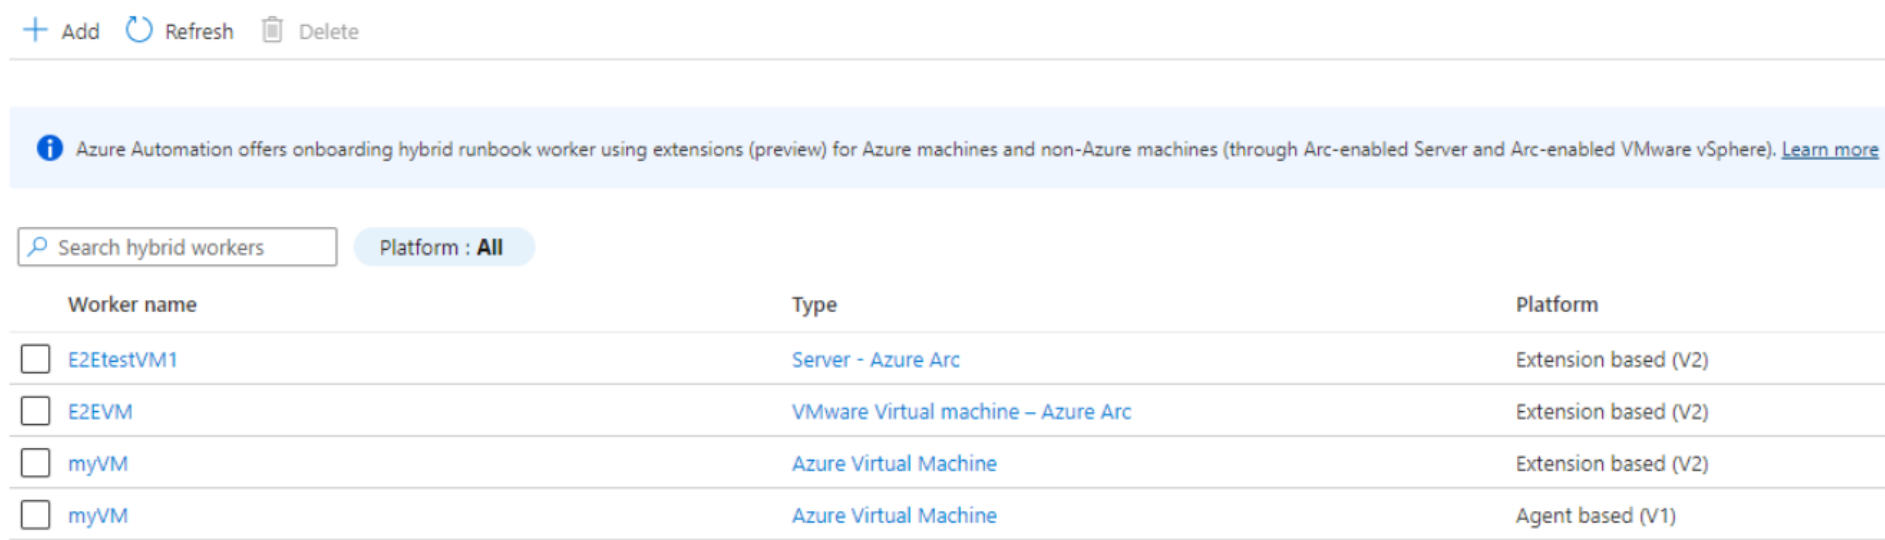 Add Refresh Delete
Azure Automation offers onboarding hybrid runbook worker using extensions (preview) for Azure machines and non-Azure machines (through Arc-enabled Server and Arc-enabled VMware vSphere). Learn more
Search hybrid workers Platform : All
Worker name Type Platform
E2EtestVM1 Server - Azure Arc Extension based (V2)
E2EVM VMware Virtual machine – Azure Arc Extension based (V2)
myVM Azure Virtual Machine Extension based (V2)
myVM Azure Virtual Machine Agent based (V1)